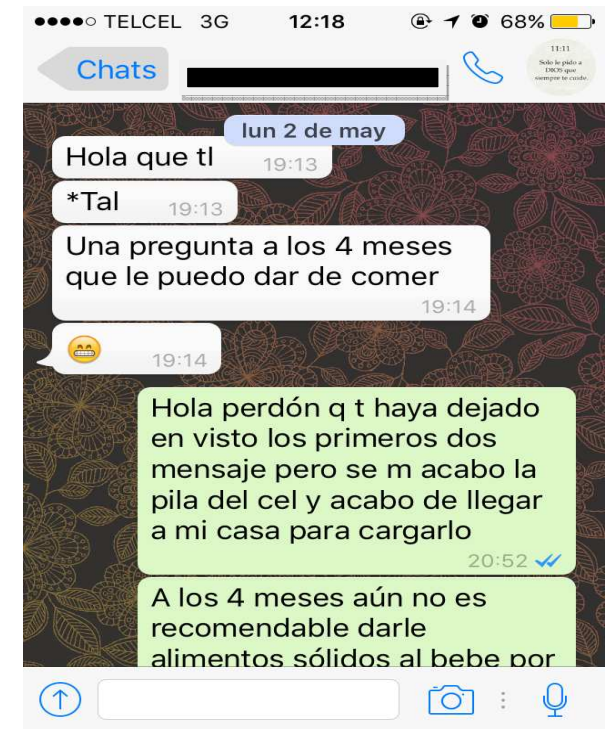 TELCEL 3G 12:18 68%
Chats
11:11
Solo le pido a
DIOS que
siempre te cuide.
lun 2 de may
Hola que tl 19:13
*Tal 19:13
Una pregunta a los 4 meses
que le puedo dar de comer
19:14
😁 19:14
Hola perdón q t haya dejado
en visto los primeros dos
mensaje pero se m acabo la
pila del cel y acabo de llegar
a mi casa para cargarlo
20:52
A los 4 meses aún no es
recomendable darle
alimentos sólidos al bebe por